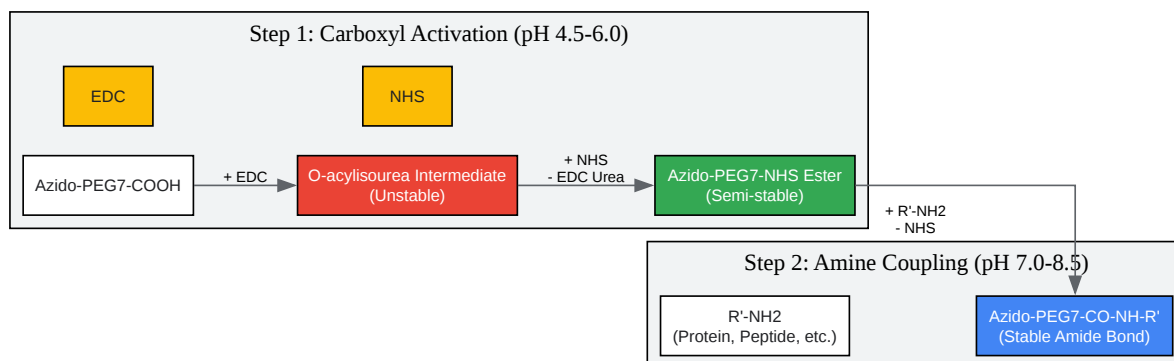 Step 1: Carboxyl Activation (pH 4.5-6.0)
EDC
NHS
Azido-PEG7-COOH
+ EDC
O-acylisourea Intermediate
(Unstable)
+ NHS
- EDC Urea
Azido-PEG7-NHS Ester
(Semi-stable)
+ R'-NH2
- NHS
Step 2: Amine Coupling (pH 7.0-8.5)
R'-NH2
(Protein, Peptide, etc.)
Azido-PEG7-CO-NH-R'
(Stable Amide Bond)